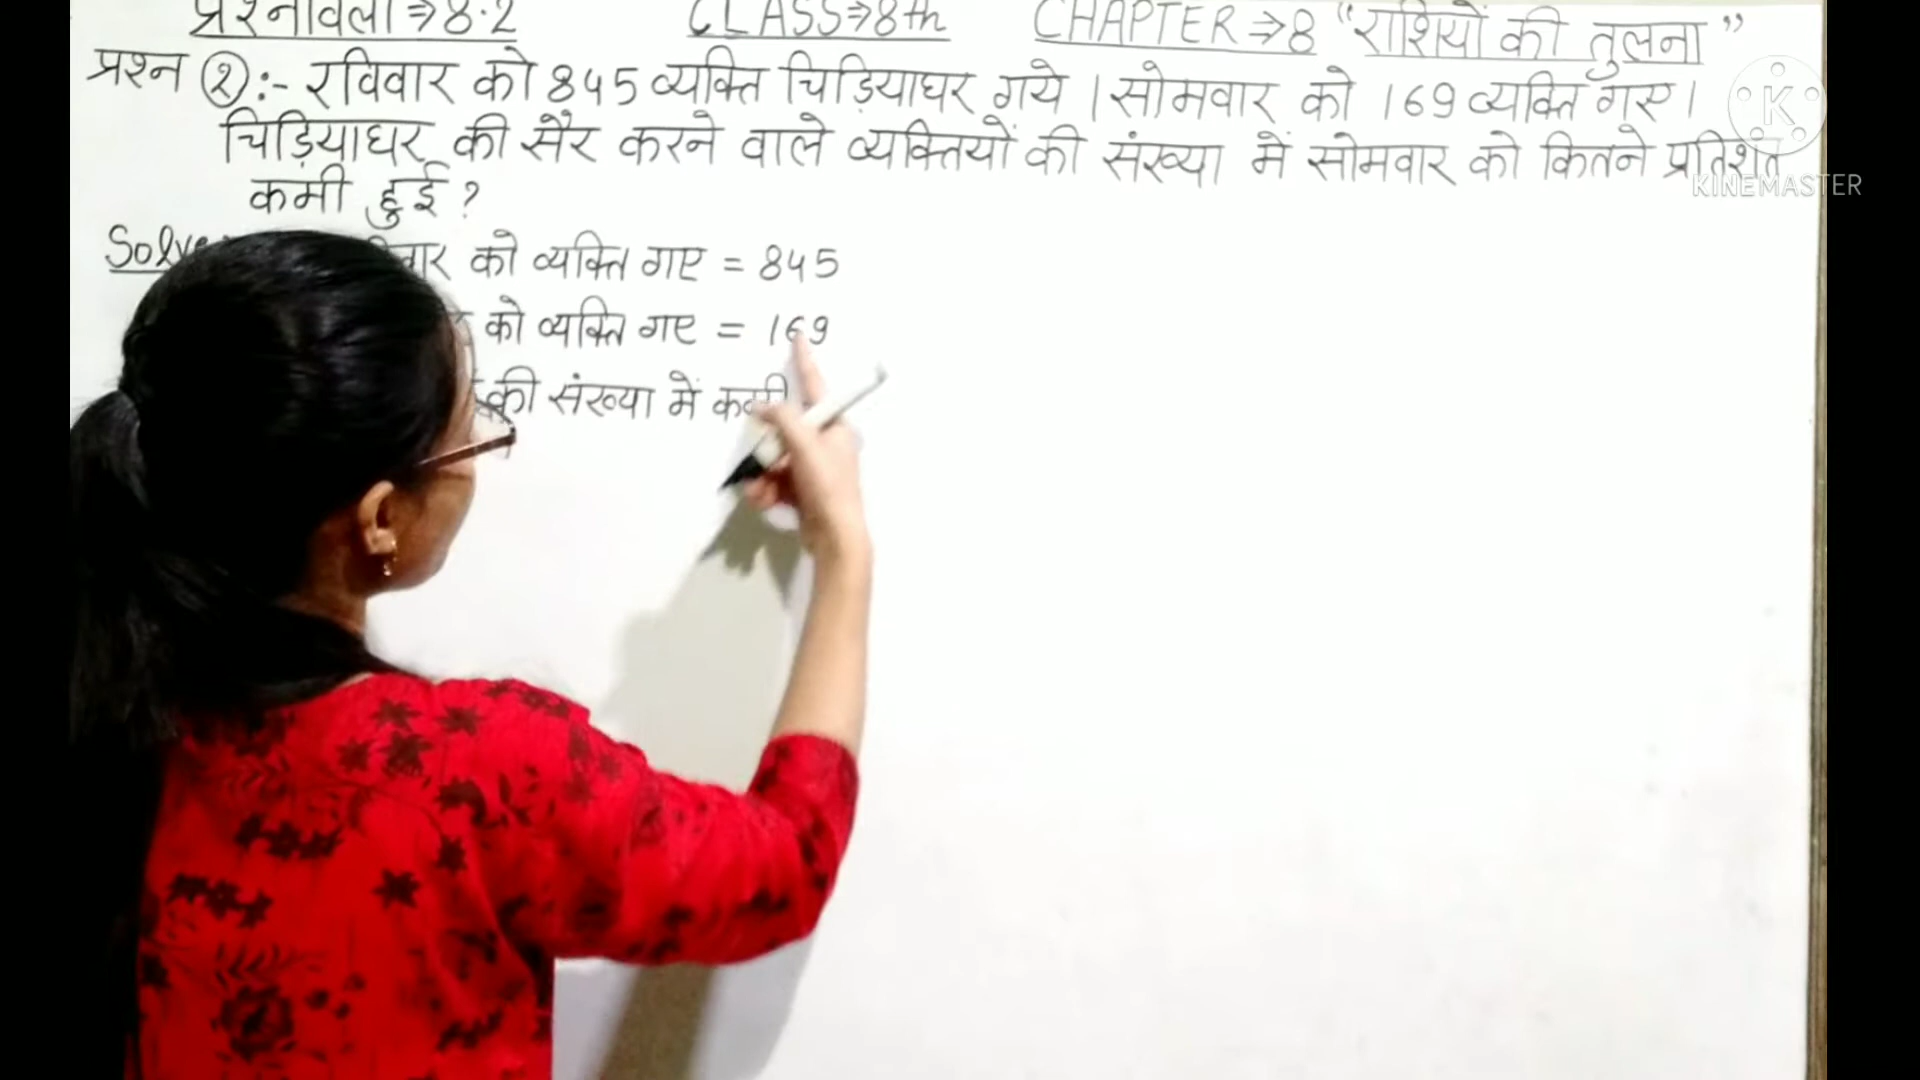 प्रश्नावली ⇒ 8.2 CLASS ⇒ 8th CHAPTER ⇒ 8 “राशियों की तुलना”
प्रश्न ②:- रविवार को 845 व्यक्ति चिड़ियाघर गये। सोमवार को 169 व्यक्ति गए।
चिड़ियाघर की सैर करने वाले व्यक्तियों की संख्या में सोमवार को कितने प्रतिशत
कमी हुई?
K
KINEMASTER
Solve को व्यक्ति गए = 845
को व्यक्ति गए = 169
की संख्या में कमी